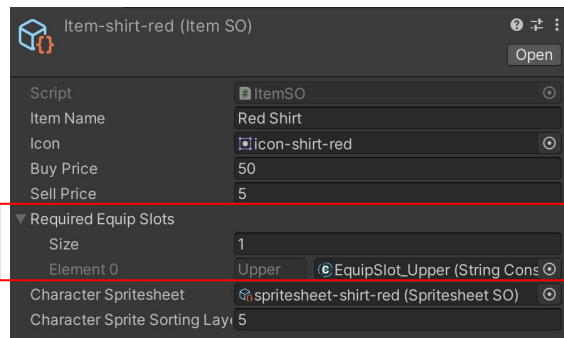 Item-shirt-red (Item SO)
Open
Script ItemSO
Item Name Red Shirt
Icon icon-shirt-red
Buy Price 50
Sell Price 5
Required Equip Slots
Size 1
Element 0 Upper EquipSlot_Upper (String Cons
Character Spritesheet spritesheet-shirt-red (Spritesheet SO)
Character Sprite Sorting Lay 5